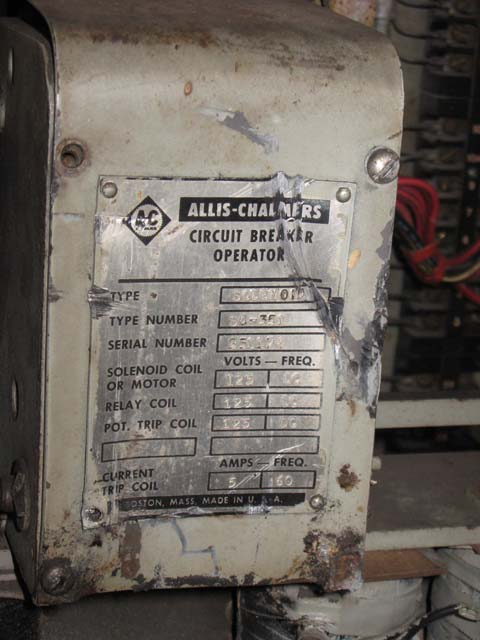 AC
ALLIS-CHALMERS
CIRCUIT BREAKER
OPERATOR
TYPE
TYPE NUMBER
SERIAL NUMBER
VOLTS — FREQ.
SOLENOID COIL
OR MOTOR 125
RELAY COIL 125
POT. TRIP COIL 125
AMPS — FREQ.
CURRENT
TRIP COIL 5
BOSTON, MASS. MADE IN U. S. A.